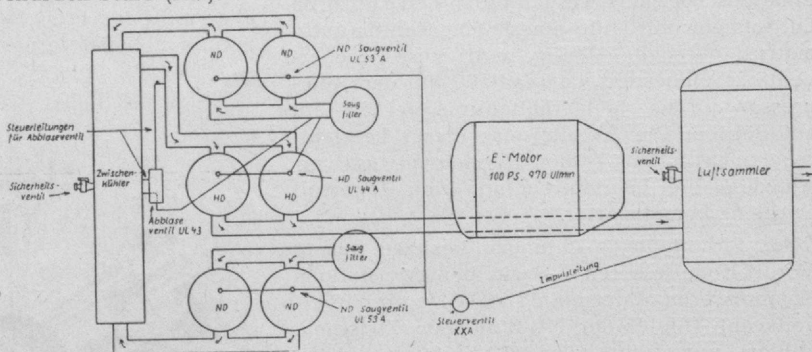 ND
ND
ND Saugventil
UL 53 A
Saug
filter
Steuerleitungen
für Abblaseventil
Zwischen-
kühler
Sicherheits-
ventil
Abblase
ventil UL 43
HD
HD
HD Saugventil
UL 44 A
E-Motor
100 PS, 970 U/min
Sicherheits-
ventil
Luftsammler
Saug
filter
ND
ND
ND Saugventil
UL 53 A
Impulsleitung
Steuerventil
XXA